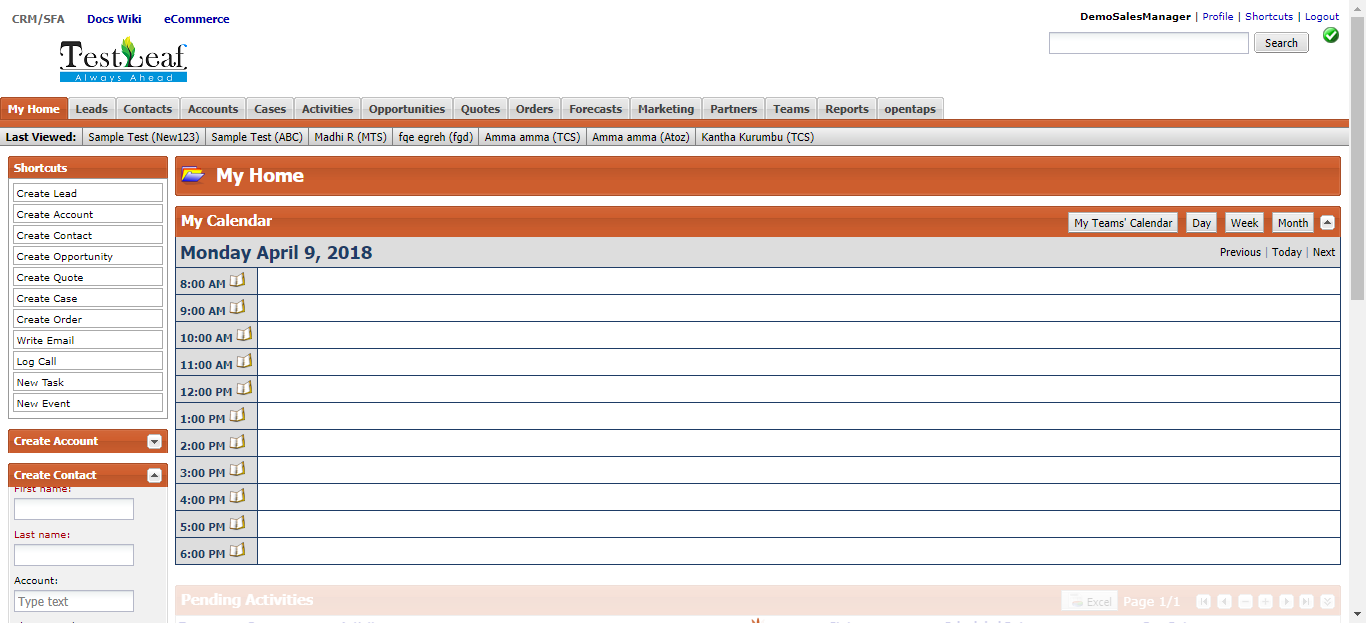 CRM/SFA Docs Wiki eCommerce
DemoSalesManager | Profile | Shortcuts | Logout
TestLeaf
Always Ahead
Search
My Home Leads Contacts Accounts Cases Activities Opportunities Quotes Orders Forecasts Marketing Partners Teams Reports opentaps
Last Viewed: Sample Test (New123) Sample Test (ABC) Madhi R (MTS) fqe egreh (fgd) Amma amma (TCS) Amma amma (Atoz) Kantha Kurumbu (TCS)
Shortcuts
Create Lead
Create Account
Create Contact
Create Opportunity
Create Quote
Create Case
Create Order
Write Email
Log Call
New Task
New Event
Create Account
Create Contact
First name:
Last name:
Account:
Type text
My Home
My Calendar
My Teams' Calendar Day Week Month
Monday April 9, 2018
Previous | Today | Next
8:00 AM
9:00 AM
10:00 AM
11:00 AM
12:00 PM
1:00 PM
2:00 PM
3:00 PM
4:00 PM
5:00 PM
6:00 PM
Pending Activities
Excel Page 1/1